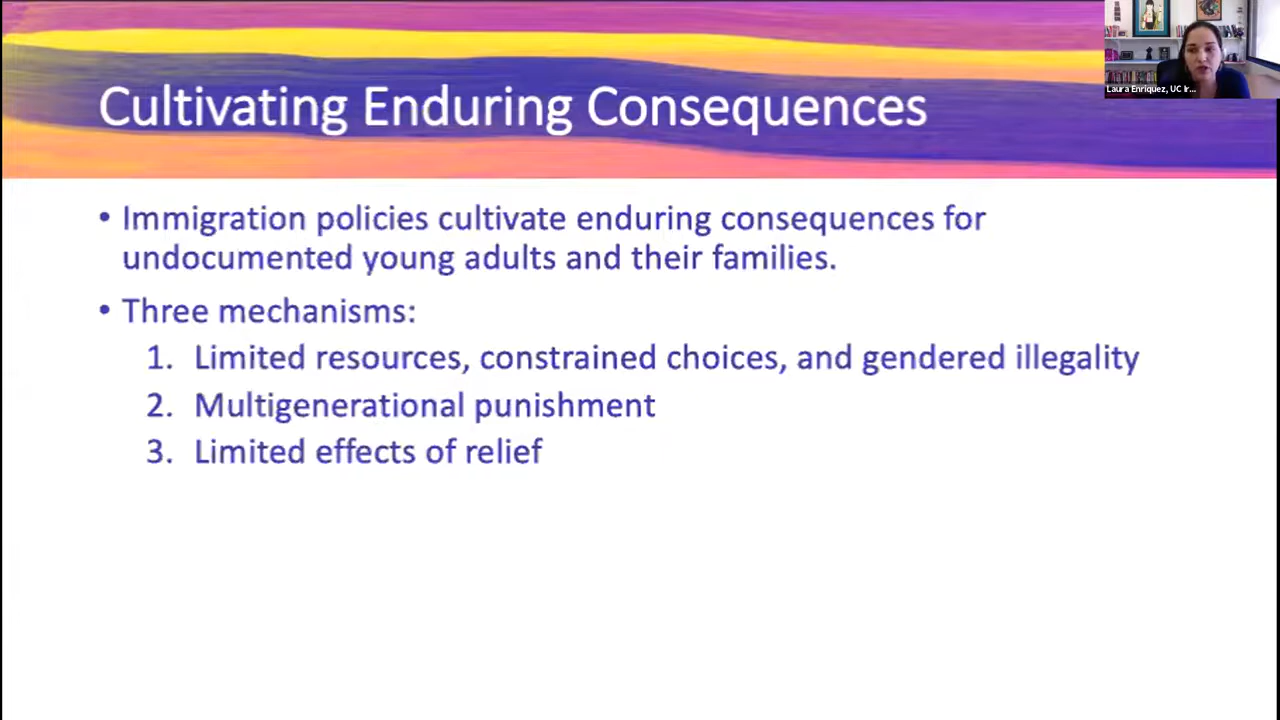 Cultivating Enduring Consequences
Laura Enriquez, UC Ir...
• Immigration policies cultivate enduring consequences for
undocumented young adults and their families.
• Three mechanisms:
1. Limited resources, constrained choices, and gendered illegality
2. Multigenerational punishment
3. Limited effects of relief